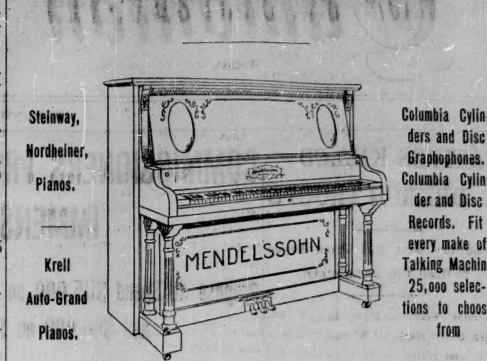 Steinway,
Nordheiner,
Pianos.
Krell
Auto-Grand
Pianos.
MENDELSSOHN
Columbia Cylin-
ders and Disc
Graphophones.
Columbia Cylin
der and Disc
Records. Fit
every make of
Talking Machin
25,000 selec-
tions to choos
from